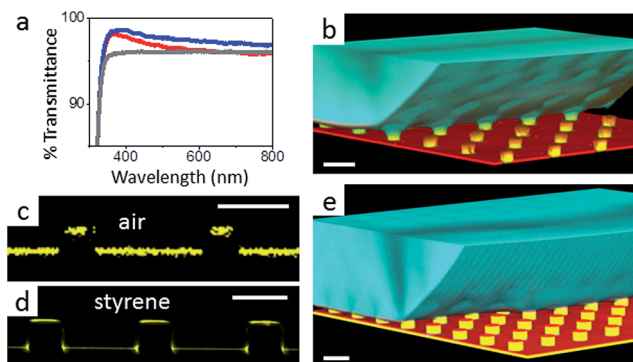 a
100
90
% Transmittance
400
600
800
Wavelength (nm)
b
c
air
d
styrene
e